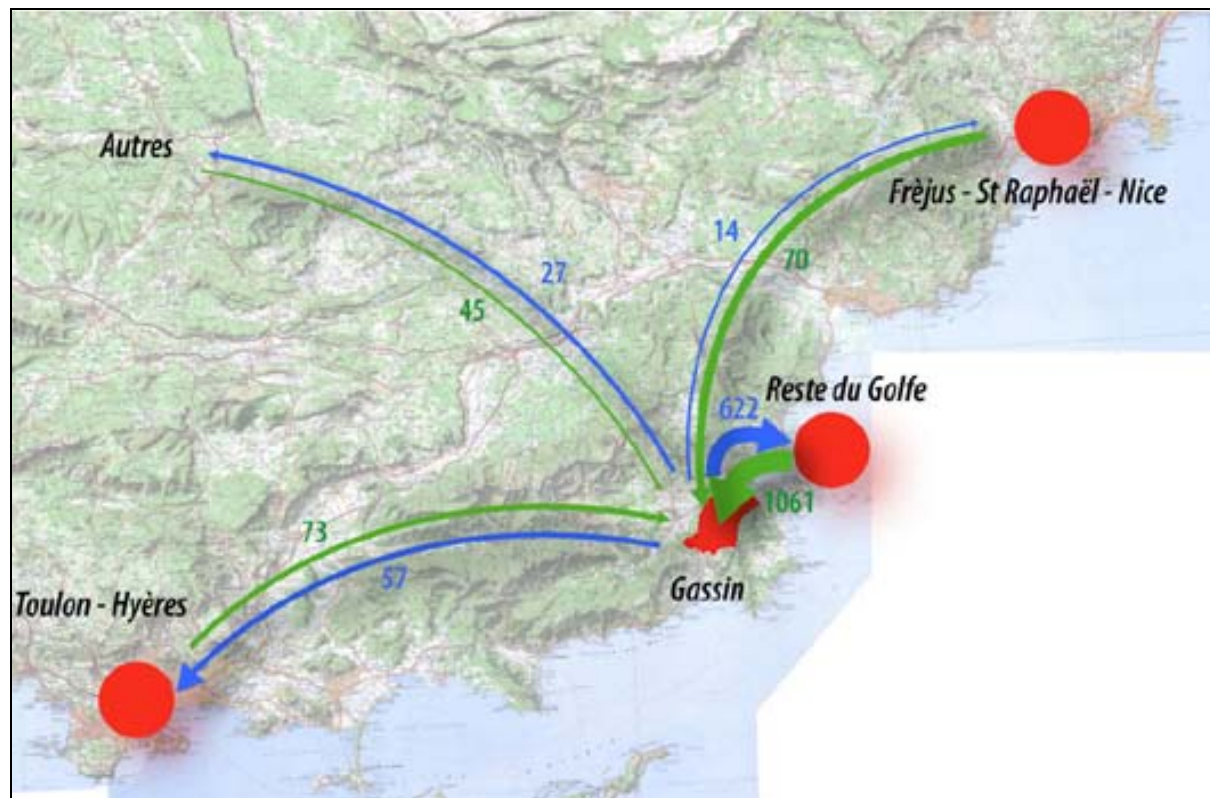 Autres
Frèjus - St Raphaël - Nice
14
70
27
45
Reste du Golfe
622
1061
73
57
Gassin
Toulon - Hyères